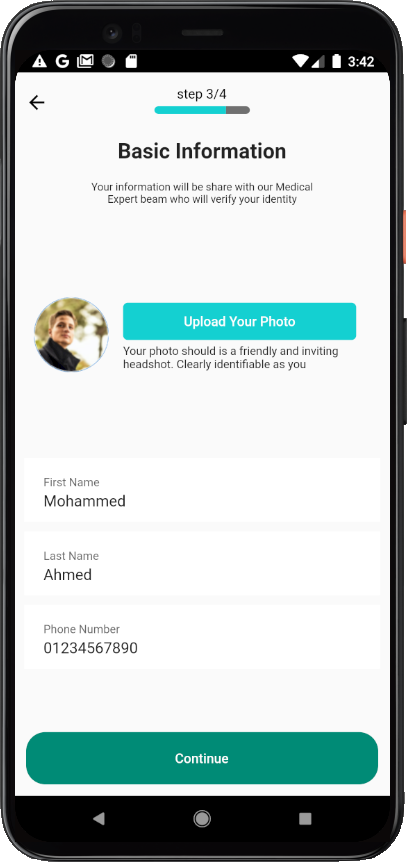 3:42
step 3/4
Basic Information
Your information will be share with our Medical
Expert beam who will verify your identity
Upload Your Photo
Your photo should is a friendly and inviting
headshot. Clearly identifiable as you
First Name
Mohammed
Last Name
Ahmed
Phone Number
01234567890
Continue